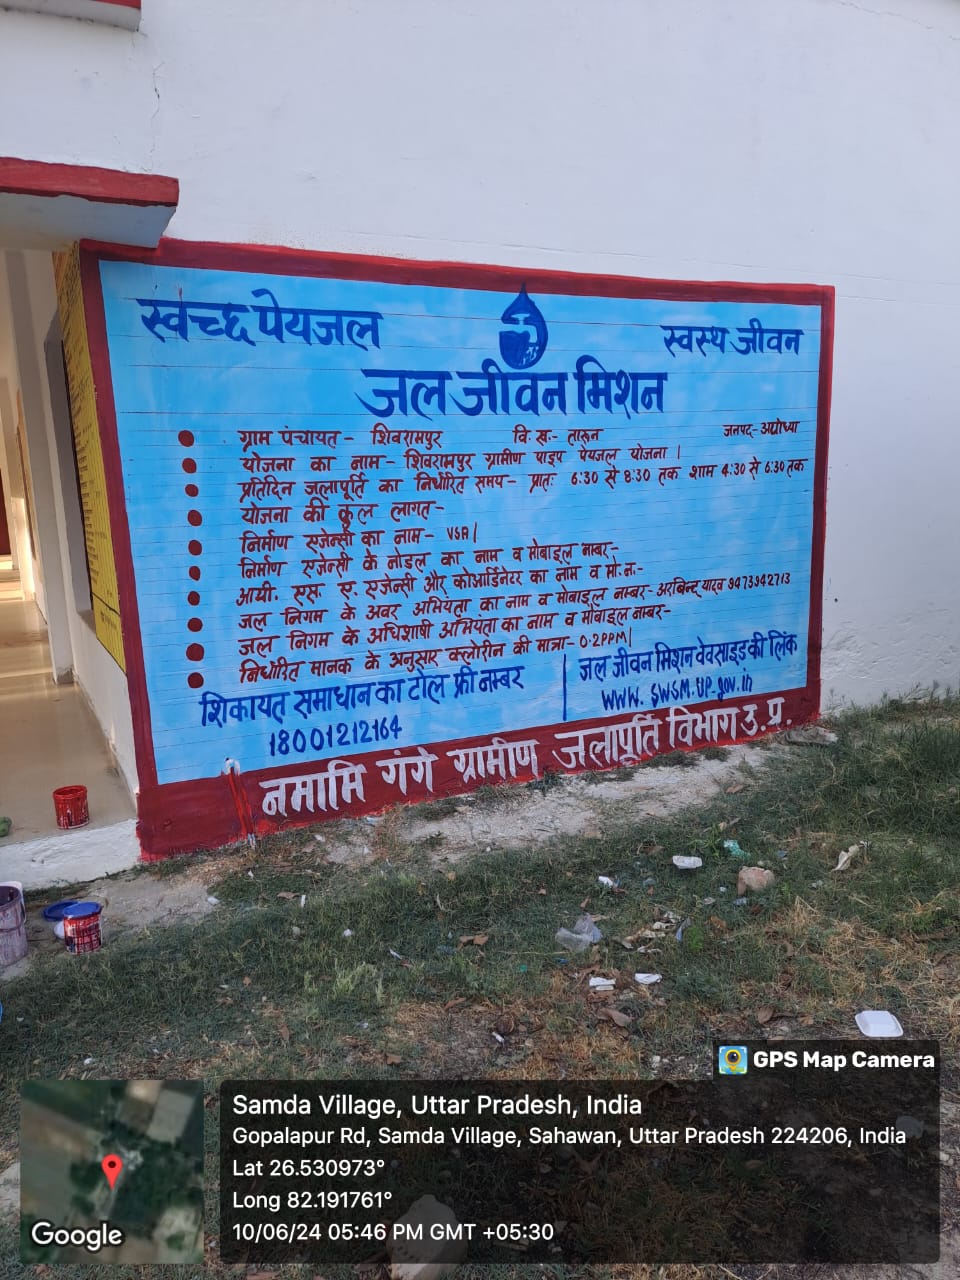 स्वच्छ पेयजल
स्वस्थ जीवन
जल जीवन मिशन
ग्राम पंचायत- शिवरामपुर वि.ख.- तारुन जनपद- अयोध्या
योजना का नाम- शिवरामपुर ग्रामीण पाइप पेयजल योजना।
प्रतिदिन जलापूर्ति का निर्धारित समय- प्रातः 6:30 से 8:30 तक शाम 4:30 से 6:30 तक
योजना की कुल लागत-
निर्माण एजेन्सी का नाम- VSA।
निर्माण एजेन्सी के नोडल का नाम व मोबाइल नम्बर-
आयी. एस. ए. एजेन्सी और कोआर्डिनेटर का नाम व मो.न.-
जल निगम के अवर अभियंता का नाम व मोबाइल नम्बर- अरबिन्द यादव 9473942713
जल निगम के अधिशाषी अभियंता का नाम व मोबाइल नम्बर-
निर्धारित मानक के अनुसार क्लोरीन की मात्रा- 0.2PPM।
शिकायत समाधान का टोल फ्री नम्बर
18001212164
जल जीवन मिशन वेवसाइड की लिंक
www. swsm.up.gov.in
नमामि गंगे ग्रामीण जलापूर्ति विभाग उ.प्र.
GPS Map Camera
Samda Village, Uttar Pradesh, India
Gopalapur Rd, Samda Village, Sahawan, Uttar Pradesh 224206, India
Lat 26.530973°
Long 82.191761°
10/06/24 05:46 PM GMT +05:30
Google